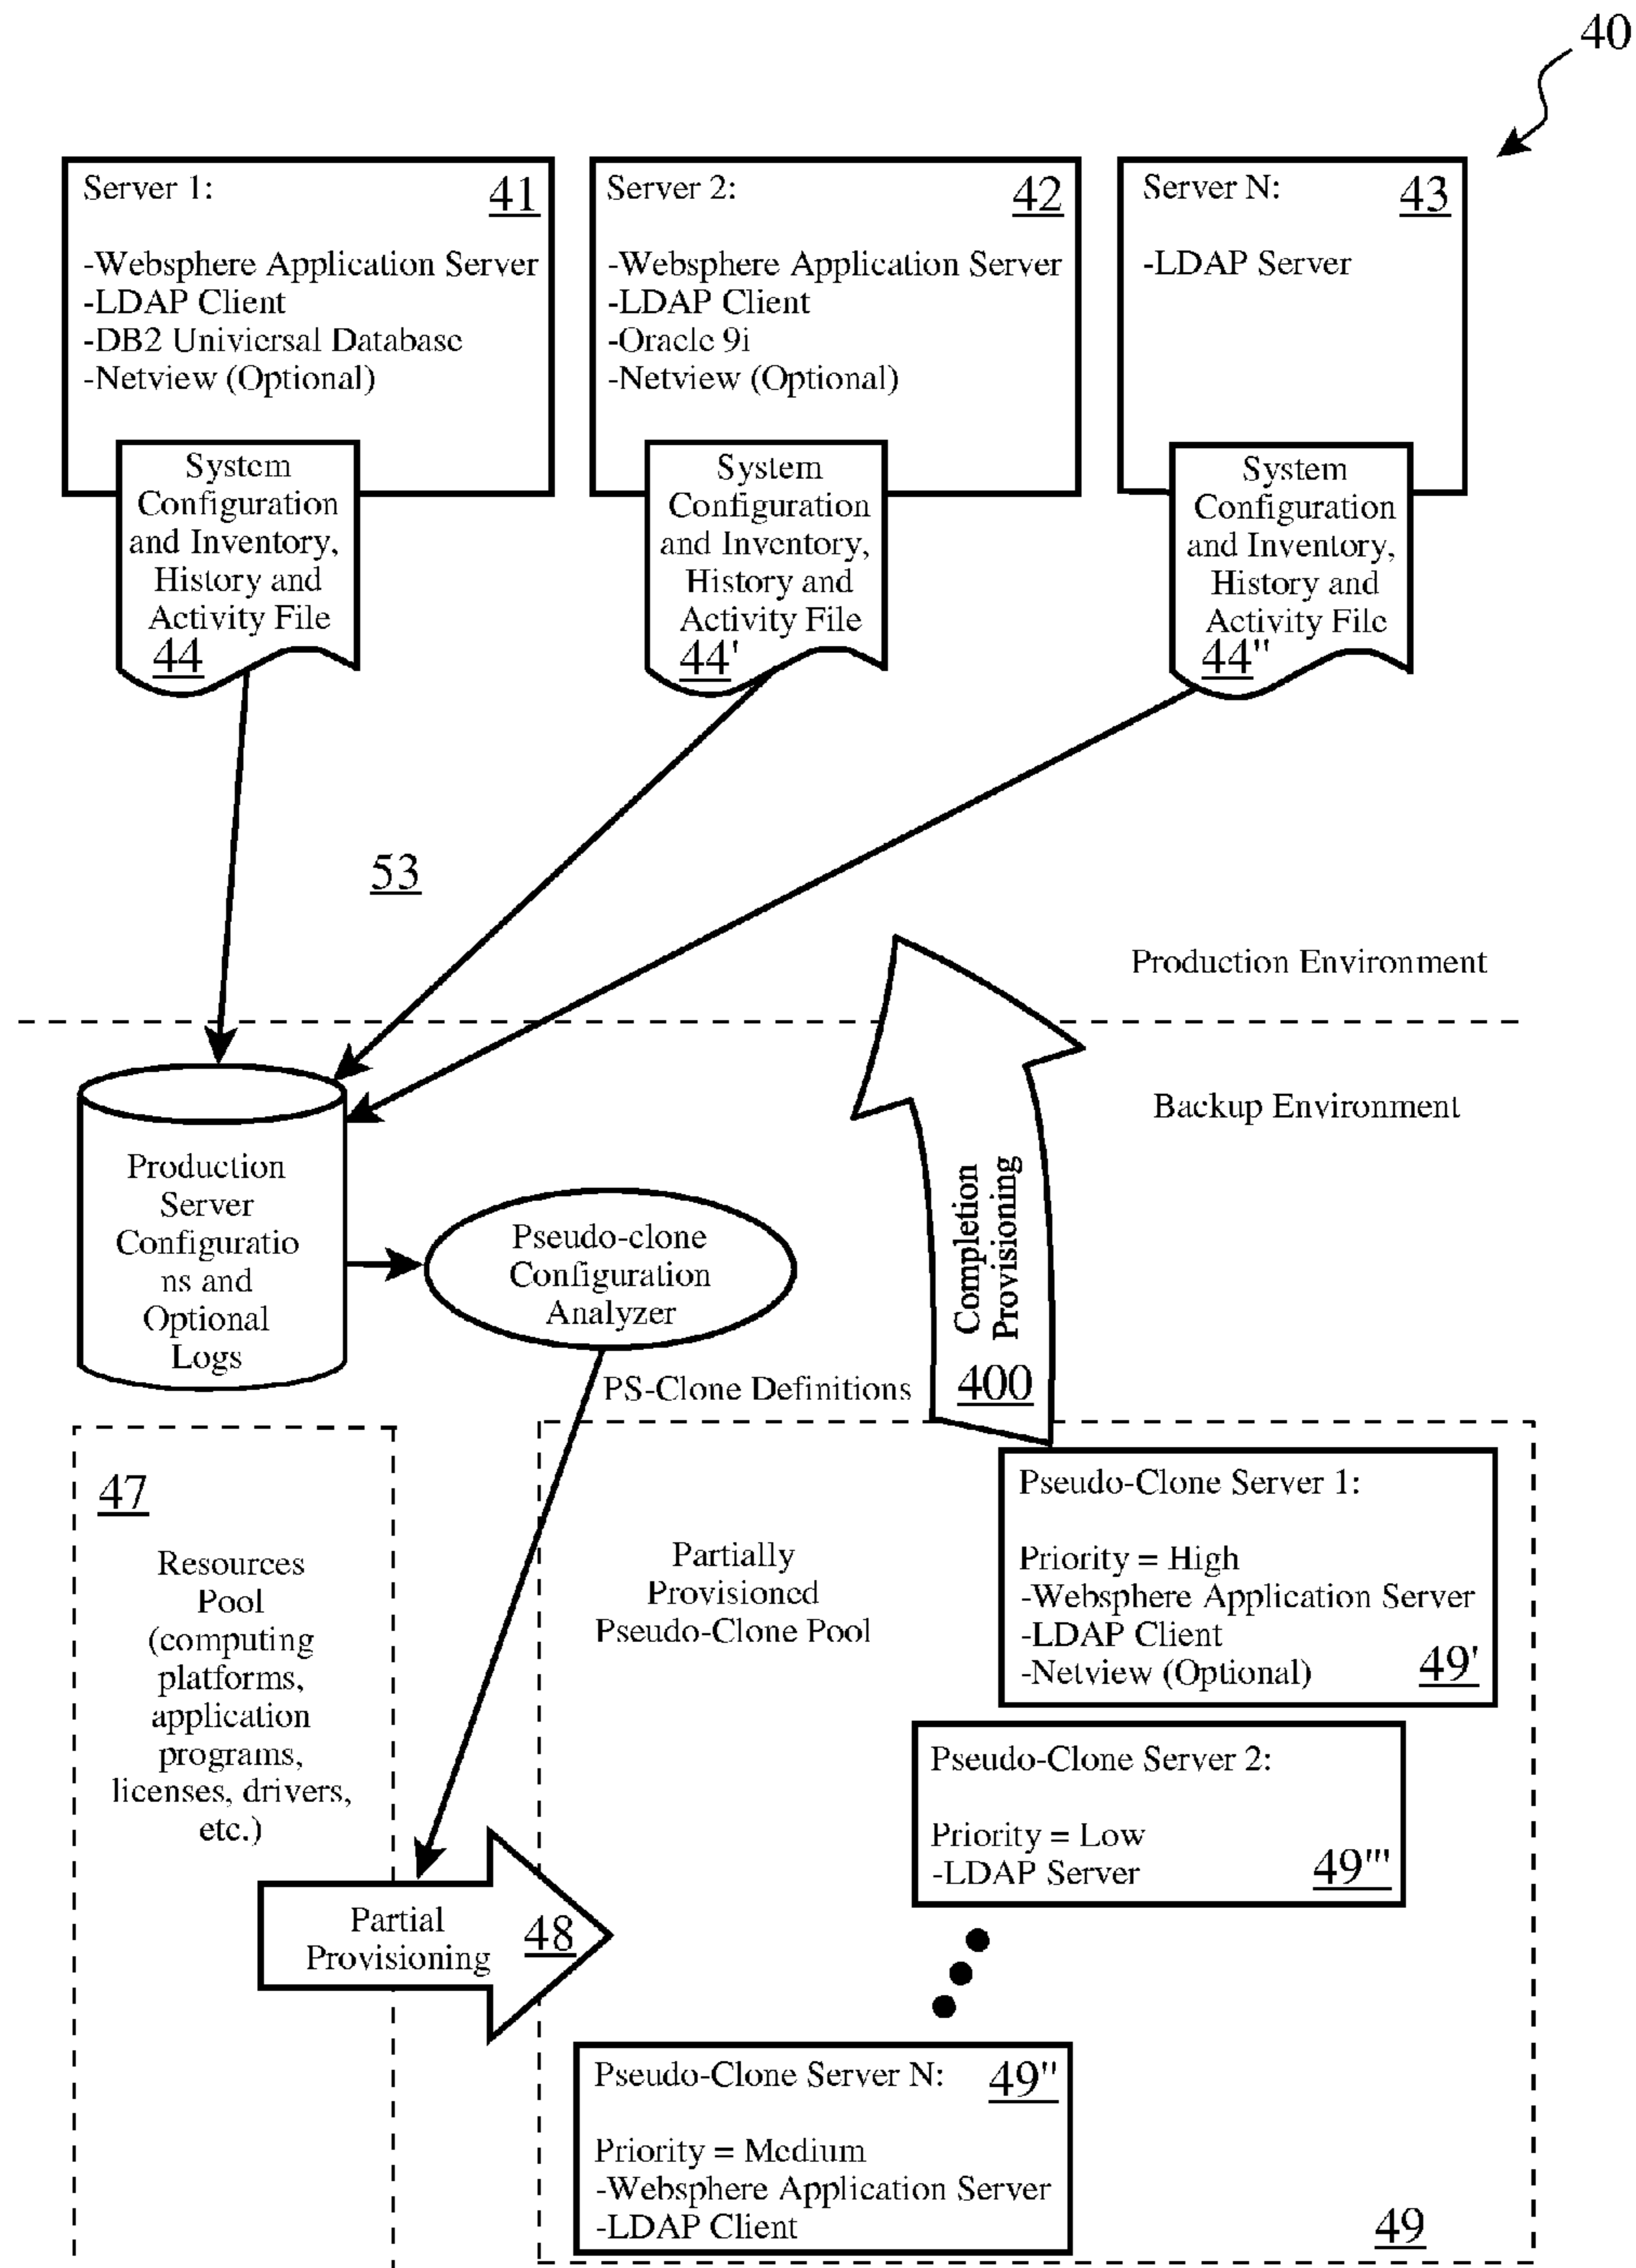 40
Server 1:
41
-Websphere Application Server
-LDAP Client
-DB2 Univiersal Database
-Netview (Optional)
Server 2:
42
-Websphere Application Server
-LDAP Client
-Oracle 9i
-Netview (Optional)
Server N:
43
-LDAP Server
System
Configuration
and Inventory,
History and
Activity File
44
System
Configuration
and Inventory,
History and
Activity File
44'
System
Configuration
and Inventory,
History and
Activity File
44"
53
Production Environment
Backup Environment
Production
Server
Configuratio
ns and
Optional
Logs
Pseudo-clone
Configuration
Analyzer
Completion
Provisioning
400
PS-Clone Definitions
47
Resources
Pool
(computing
platforms,
application
programs,
licenses, drivers,
etc.)
Partially
Provisioned
Pseudo-Clone Pool
Pseudo-Clone Server 1:
Priority = High
-Websphere Application Server
-LDAP Client
-Netview (Optional)
49'
Pseudo-Clone Server 2:
Priority = Low
-LDAP Server
49'''
Partial
Provisioning
48
Pseudo-Clone Server N:
49"
Priority = Medium
-Websphere Application Server
-LDAP Client
49